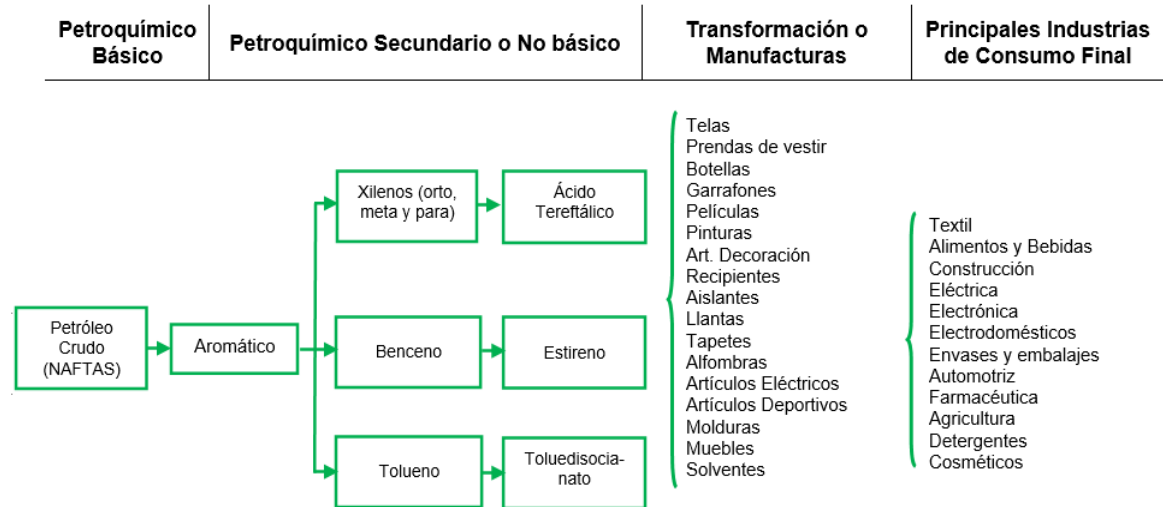 Petroquímico
Básico
Petroquímico Secundario o No básico
Transformación o
Manufacturas
Principales Industrias
de Consumo Final
Petróleo
Crudo
(NAFTAS)
Aromático
Xilenos (orto,
meta y para)
Ácido
Tereftálico
Benceno
Estireno
Tolueno
Toluedisocia-
nato
Telas
Prendas de vestir
Botellas
Garrafones
Películas
Pinturas
Art. Decoración
Recipientes
Aislantes
Llantas
Tapetes
Alfombras
Artículos Eléctricos
Artículos Deportivos
Molduras
Muebles
Solventes
Textil
Alimentos y Bebidas
Construcción
Eléctrica
Electrónica
Electrodomésticos
Envases y embalajes
Automotriz
Farmacéutica
Agricultura
Detergentes
Cosméticos